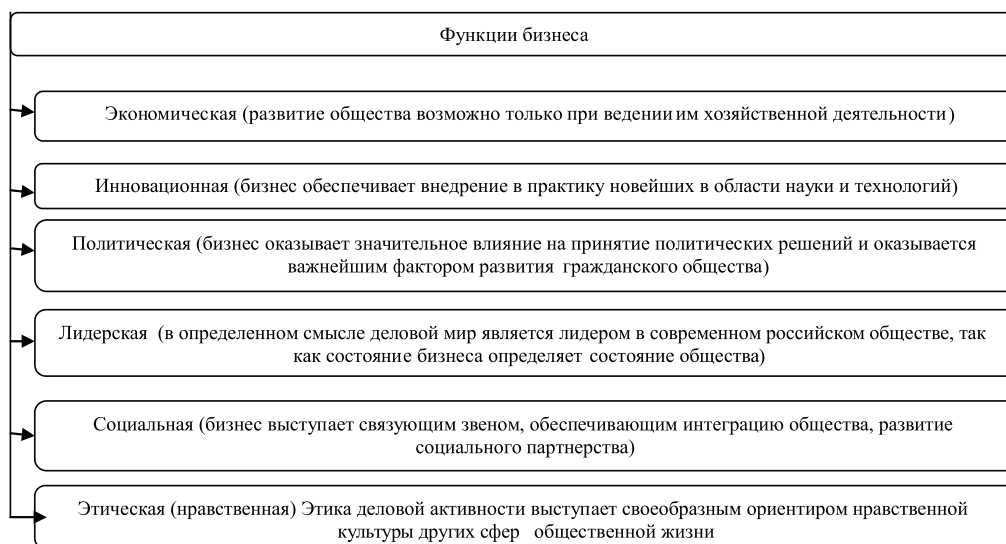 Функции бизнеса
Экономическая (развитие общества возможно только при ведении им хозяйственной деятельности)
Инновационная (бизнес обеспечивает внедрение в практику новейших в области науки и технологий)
Политическая (бизнес оказывает значительное влияние на принятие политических решений и оказывается
важнейшим фактором развития гражданского общества)
Лидерская (в определенном смысле деловой мир является лидером в современном российском обществе, так
как состояние бизнеса определяет состояние общества)
Социальная (бизнес выступает связующим звеном, обеспечивающим интеграцию общества, развитие
социального партнерства)
Этическая (нравственная) Этика деловой активности выступает своеобразным ориентиром нравственной
культуры других сфер общественной жизни